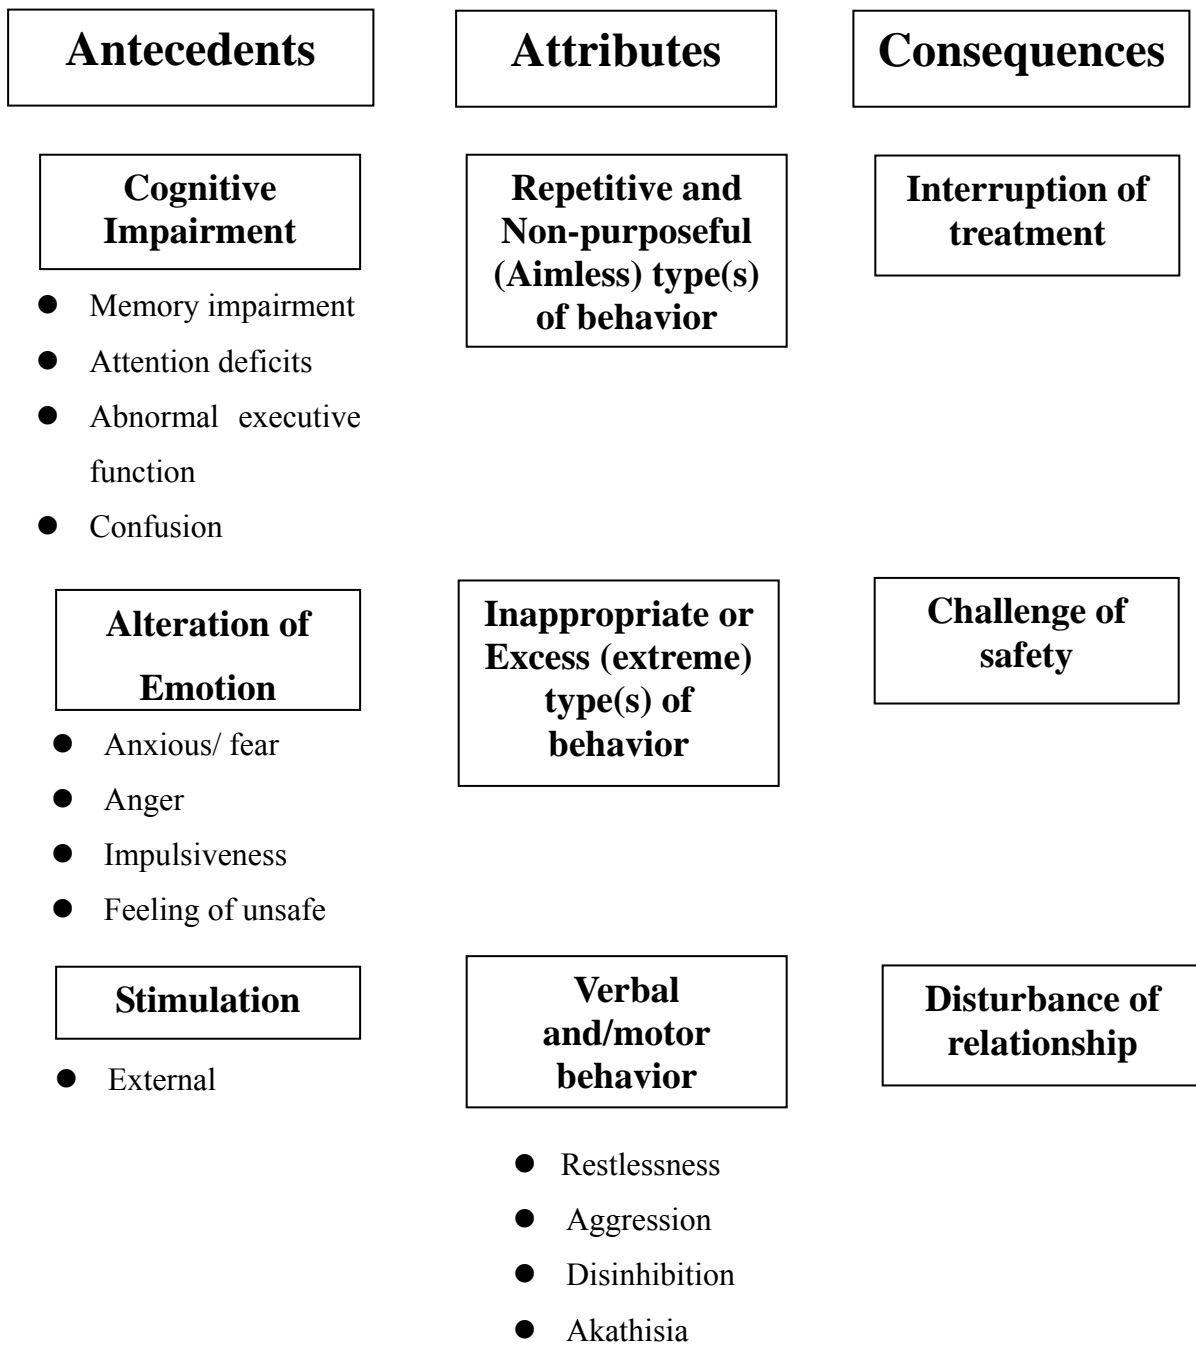 Antecedents
Attributes
Consequences
Cognitive
Impairment
● Memory impairment
● Attention deficits
● Abnormal executive
function
● Confusion
Repetitive and
Non-purposeful
(Aimless) type(s)
of behavior
Interruption of
treatment
Alteration of
Emotion
● Anxious/ fear
● Anger
● Impulsiveness
● Feeling of unsafe
Inappropriate or
Excess (extreme)
type(s) of
behavior
Challenge of
safety
Stimulation
● External
Verbal
and/motor
behavior
● Restlessness
● Aggression
● Disinhibition
● Akathisia
Disturbance of
relationship